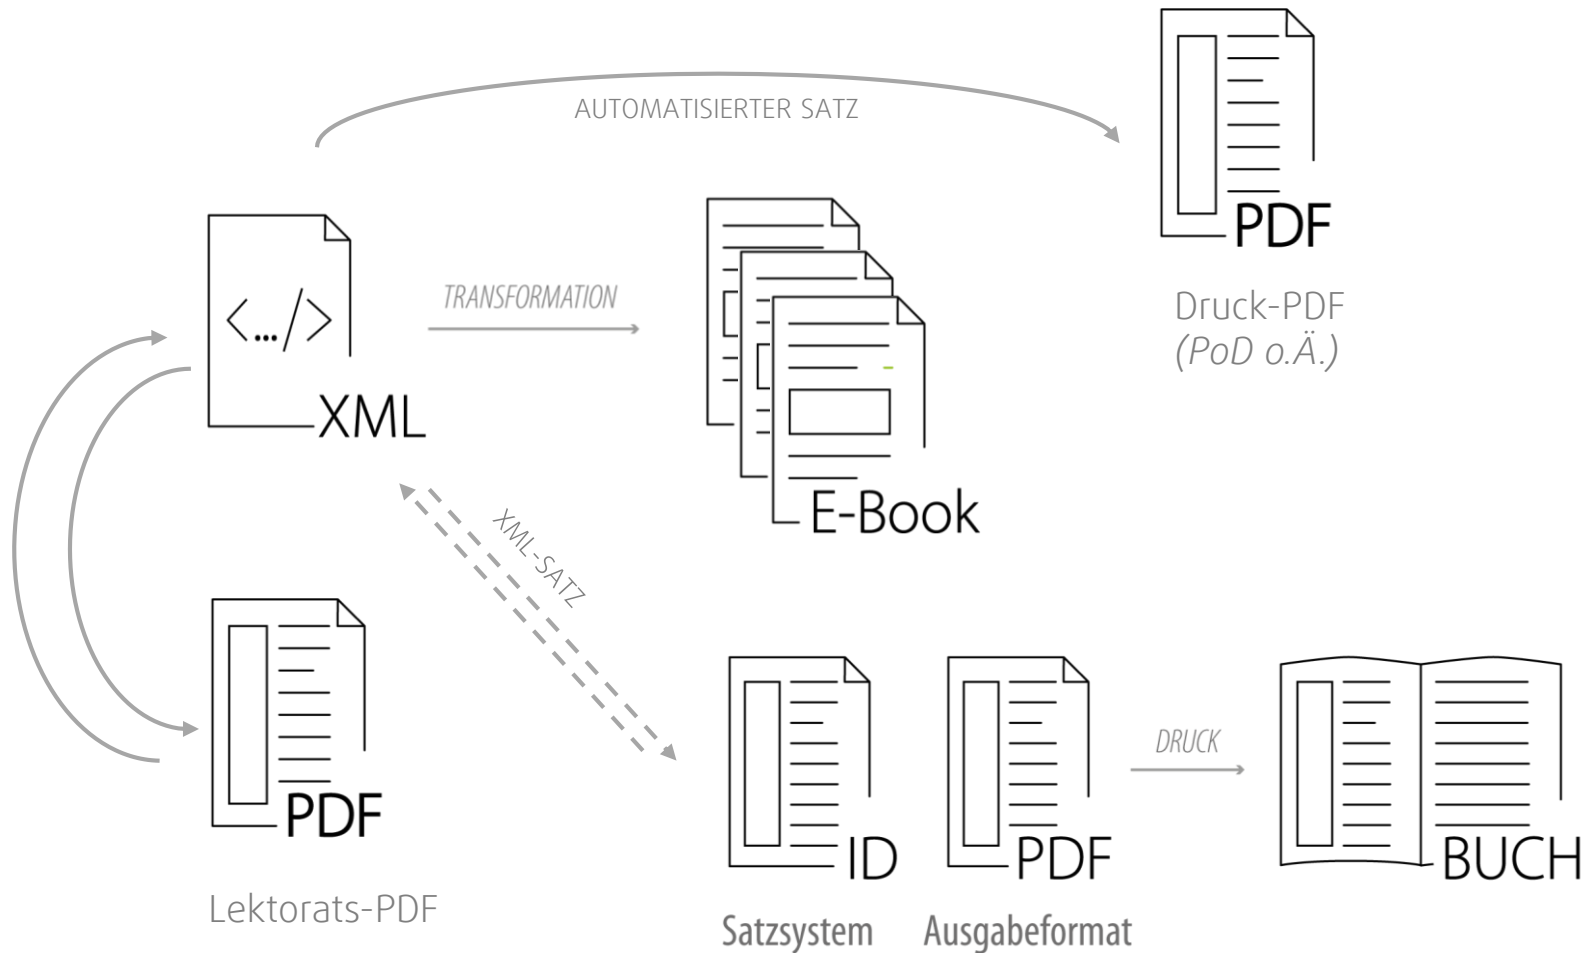 AUTOMATISIERTER SATZ
PDF
Druck-PDF
(PoD o.Ä.)
<.../>
XML
TRANSFORMATION
E-Book
XML-SATZ
PDF
Lektorats-PDF
ID
Satzsystem
PDF
Ausgabeformat
DRUCK
BUCH